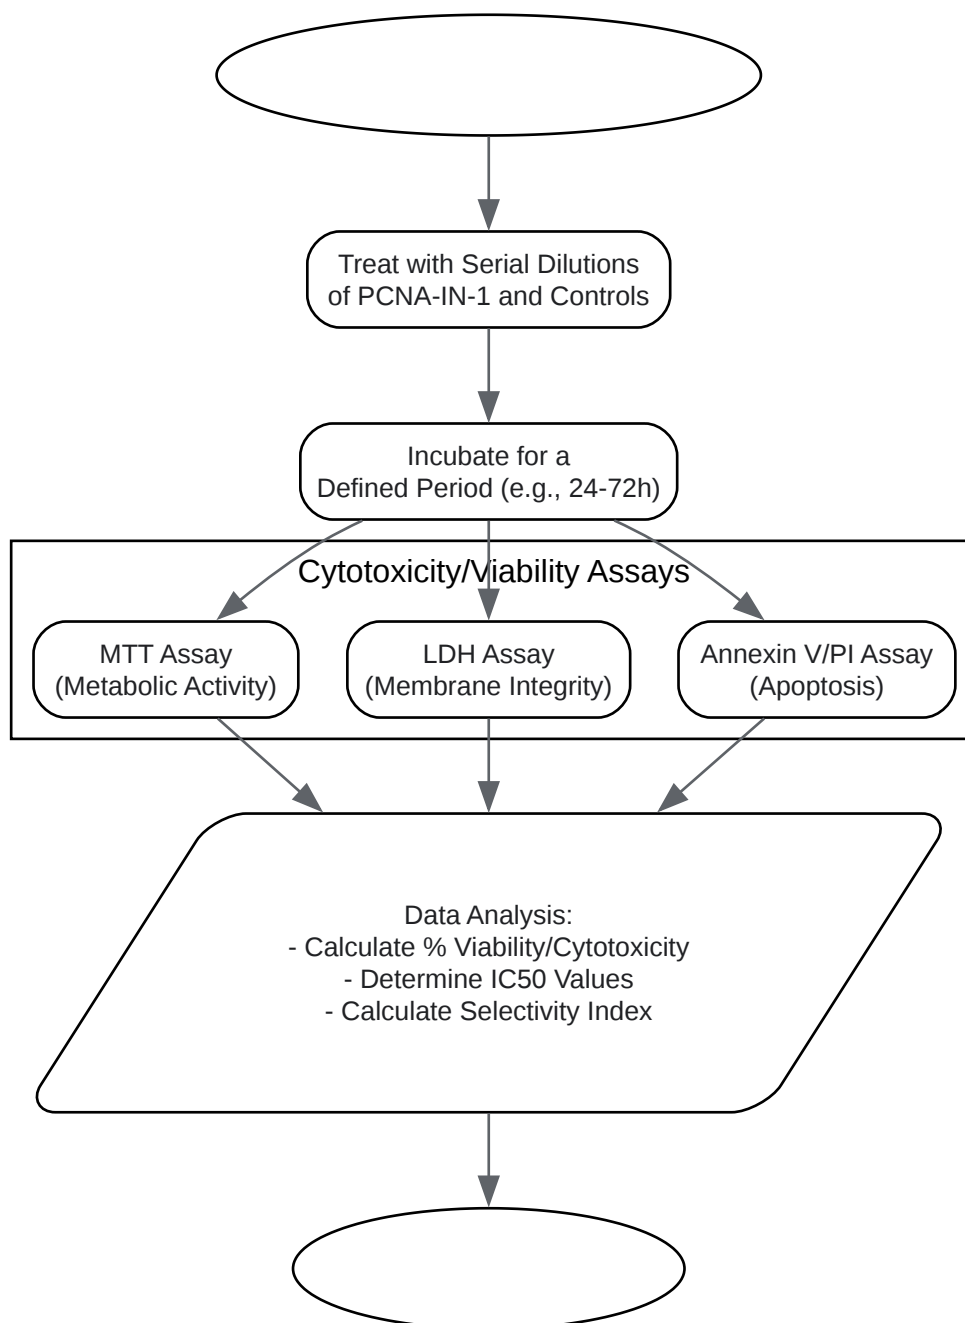 Treat with Serial Dilutions
of PCNA-IN-1 and Controls
Incubate for a
Defined Period (e.g., 24-72h)
Cytotoxicity/Viability Assays
MTT Assay
(Metabolic Activity)
LDH Assay
(Membrane Integrity)
Annexin V/PI Assay
(Apoptosis)
Data Analysis:
- Calculate % Viability/Cytotoxicity
- Determine IC50 Values
- Calculate Selectivity Index